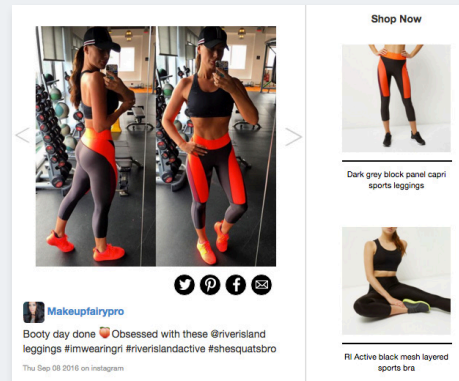 Shop Now
Dark grey block panel capri
sports leggings
Makeupfairypro
Booty day done 🍑 Obsessed with these @riverisland
leggings #imwearingri #riverislandactive #shesquatsbro
Thu Sep 08 2016 on instagram
RI Active black mesh layered
sports bra